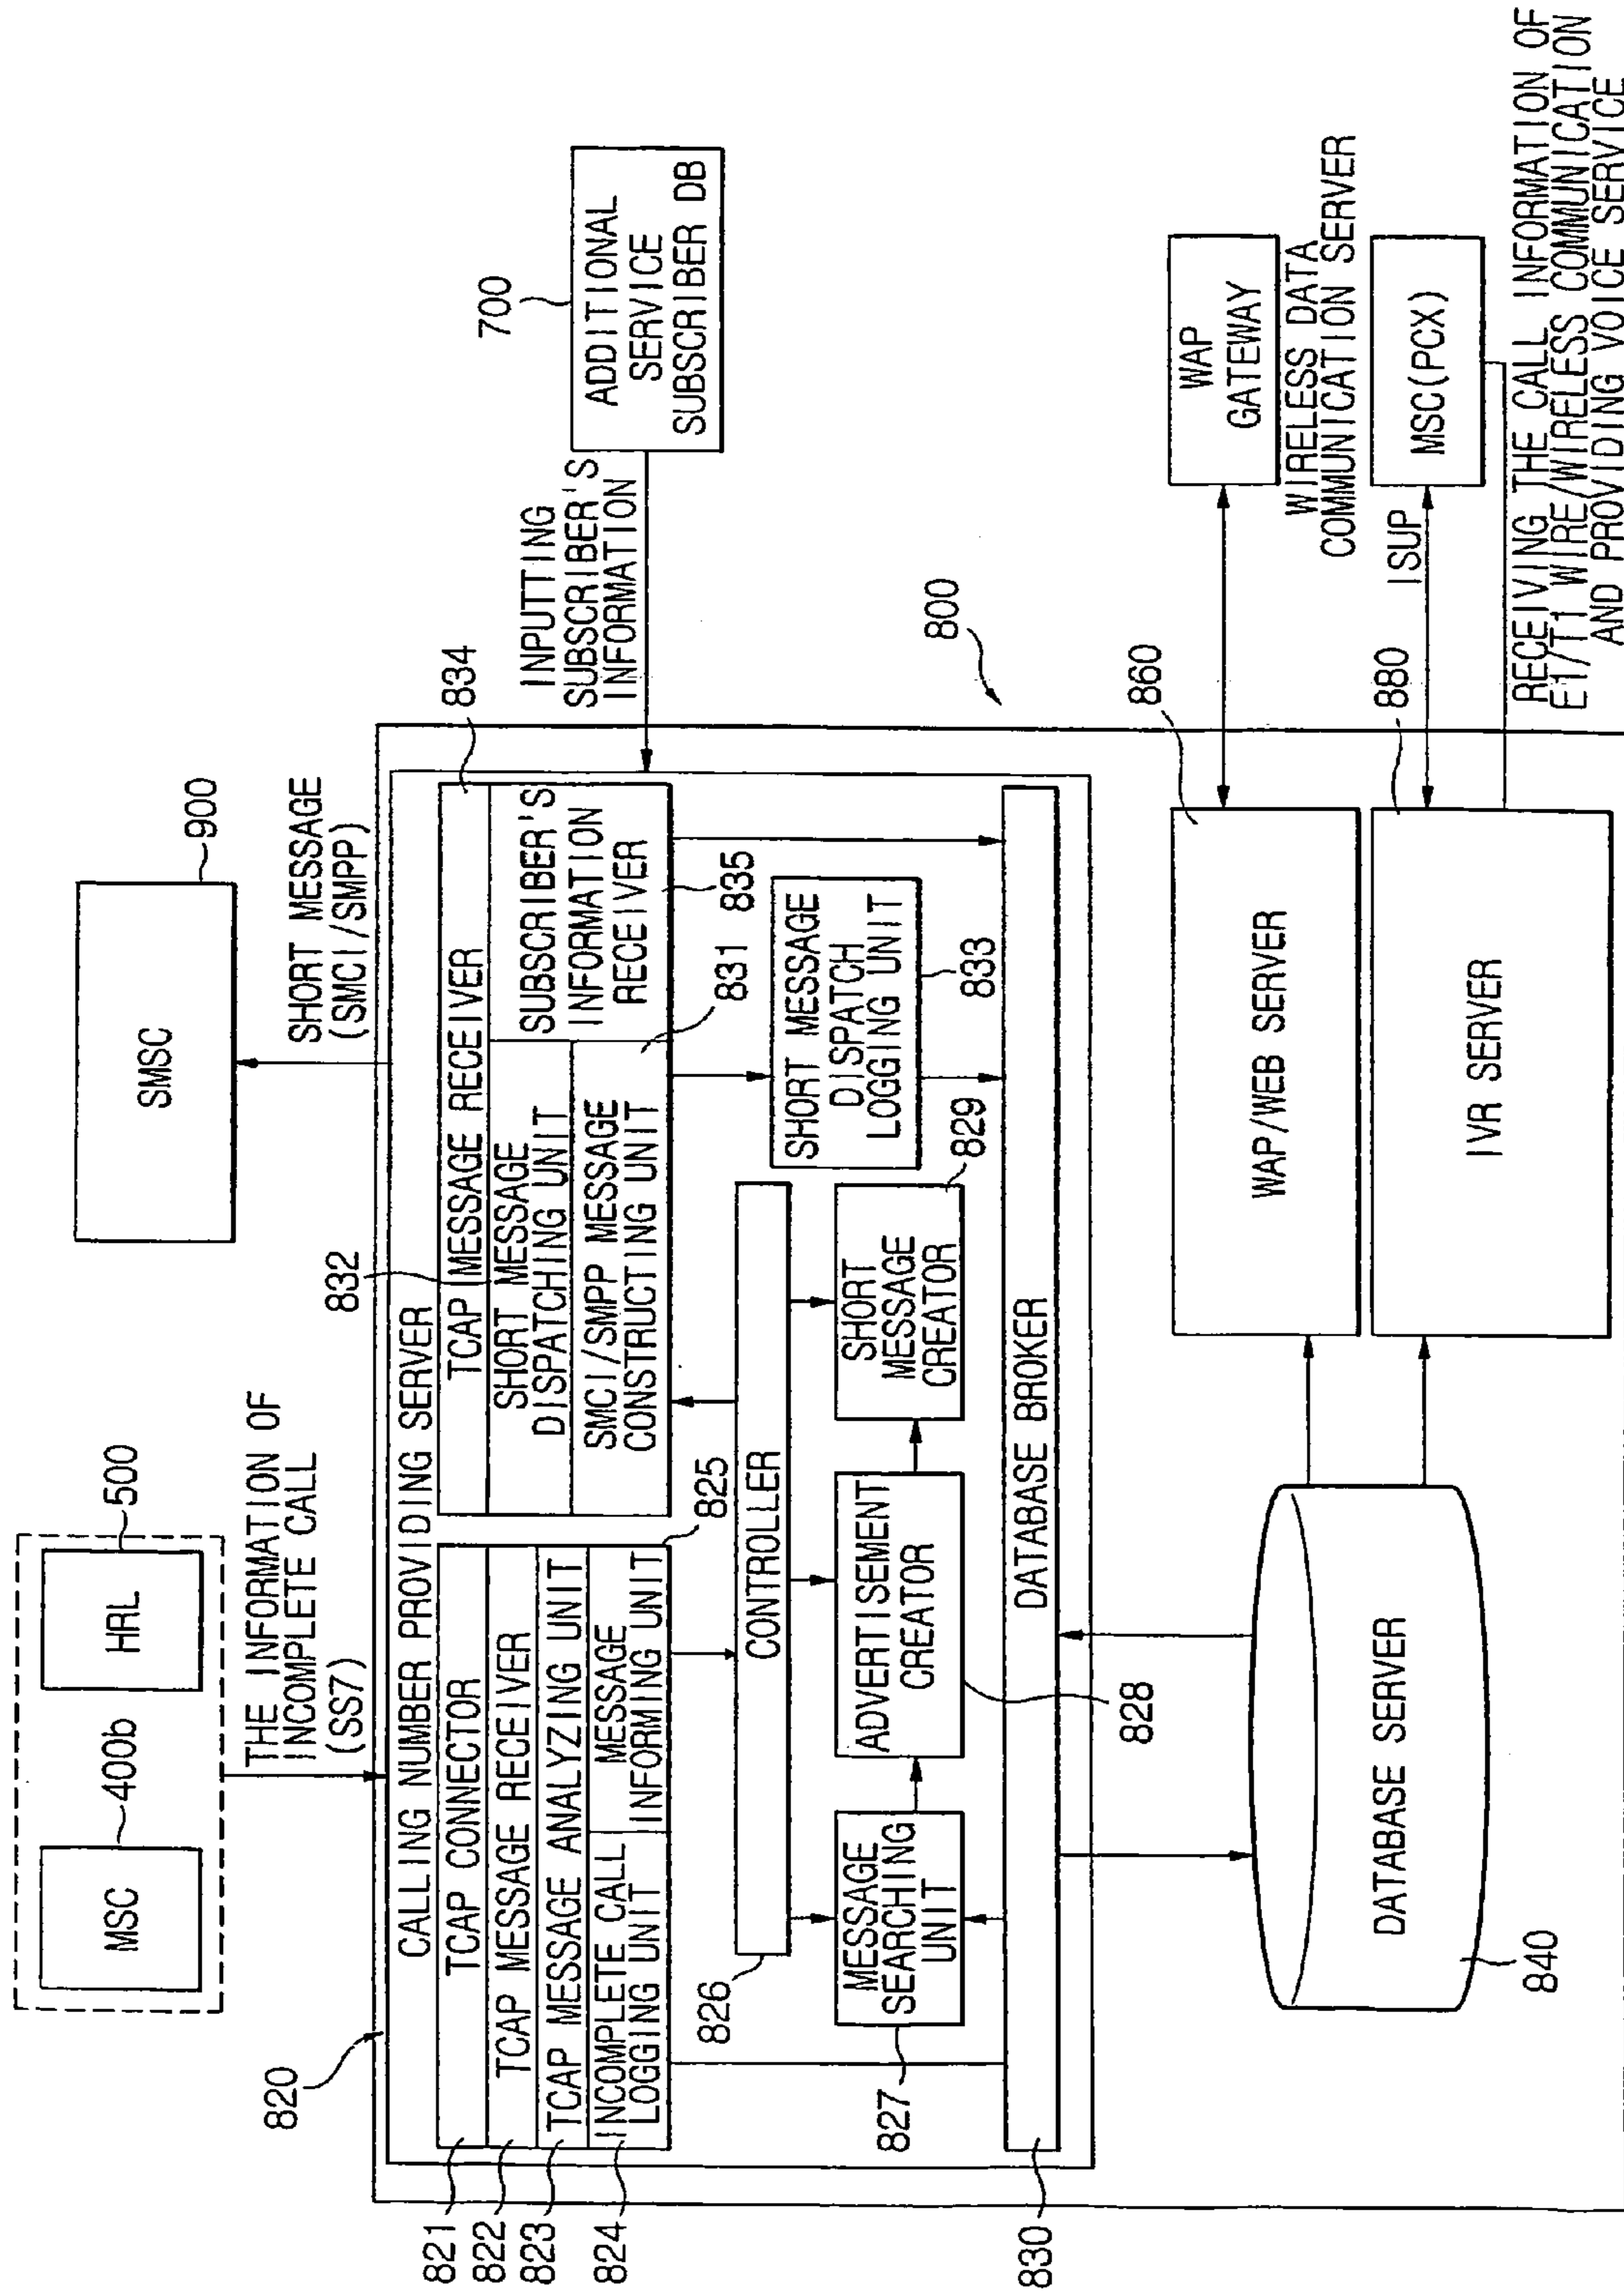 MSC
400b
HRL
500
SMSC
900
THE INFORMATION OF
INCOMPLETE CALL
(SS7)
SHORT MESSAGE
(SMCI/SMPP)
820
CALLING NUMBER PROVIDING SERVER
821
TCAP CONNECTOR
822
TCAP MESSAGE RECEIVER
823
TCAP MESSAGE ANALYZING UNIT
824
INCOMPLETE CALL
LOGGING UNIT
MESSAGE
INFORMING UNIT
825
832
TCAP MESSAGE RECEIVER
834
SHORT MESSAGE
DISPATCHING UNIT
SMCI/SMPP MESSAGE
CONSTRUCTING UNIT
831
SUBSCRIBER'S
INFORMATION
RECEIVER
835
INPUTTING
SUBSCRIBER'S
INFORMATION
700
ADDITIONAL
SERVICE
SUBSCRIBER DB
826
CONTROLLER
827
MESSAGE
SEARCHING
UNIT
ADVERTISEMENT
CREATOR
828
SHORT
MESSAGE
CREATOR
829
SHORT MESSAGE
DISPATCH
LOGGING UNIT
833
830
DATABASE BROKER
800
DATABASE SERVER
840
WAP/WEB SERVER
860
WAP
GATEWAY
WIRELESS DATA
COMMUNICATION SERVER
IVR SERVER
880
ISUP
MSC(PCX)
RECEIVING THE CALL INFORMATION OF
E1/T1 WIRE/WIRELESS COMMUNICATION
AND PROVIDING VOICE SERVICE